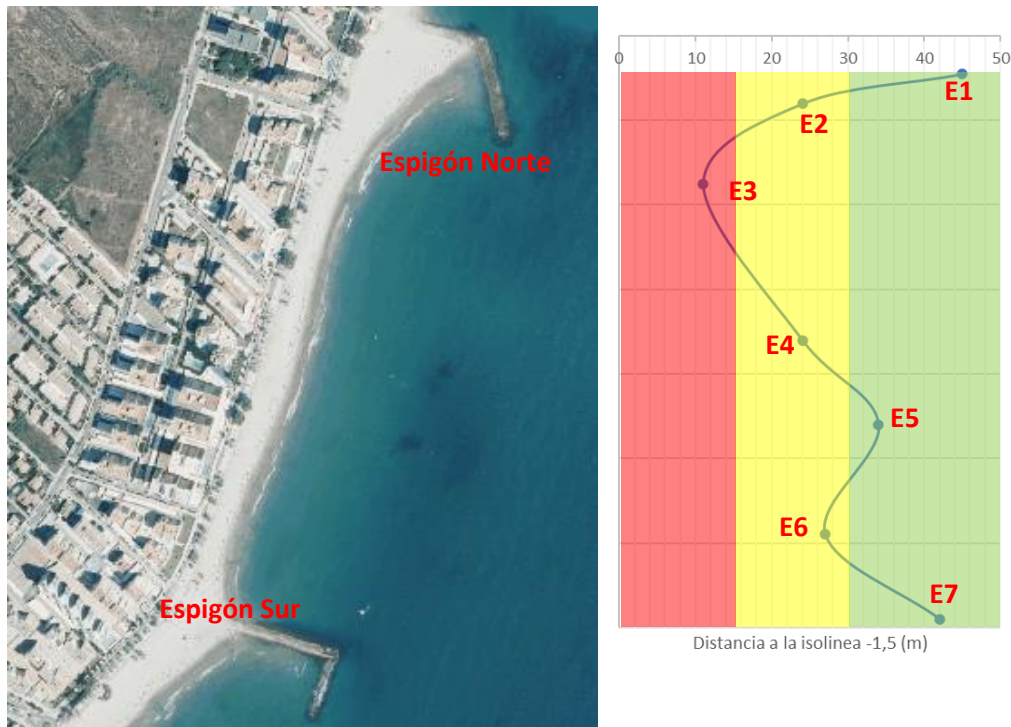 Espigón Norte
Espigón Sur
0 10 20 30 40 50
E1
E2
E3
E4
E5
E6
E7
Distancia a la isolinea -1,5 (m)